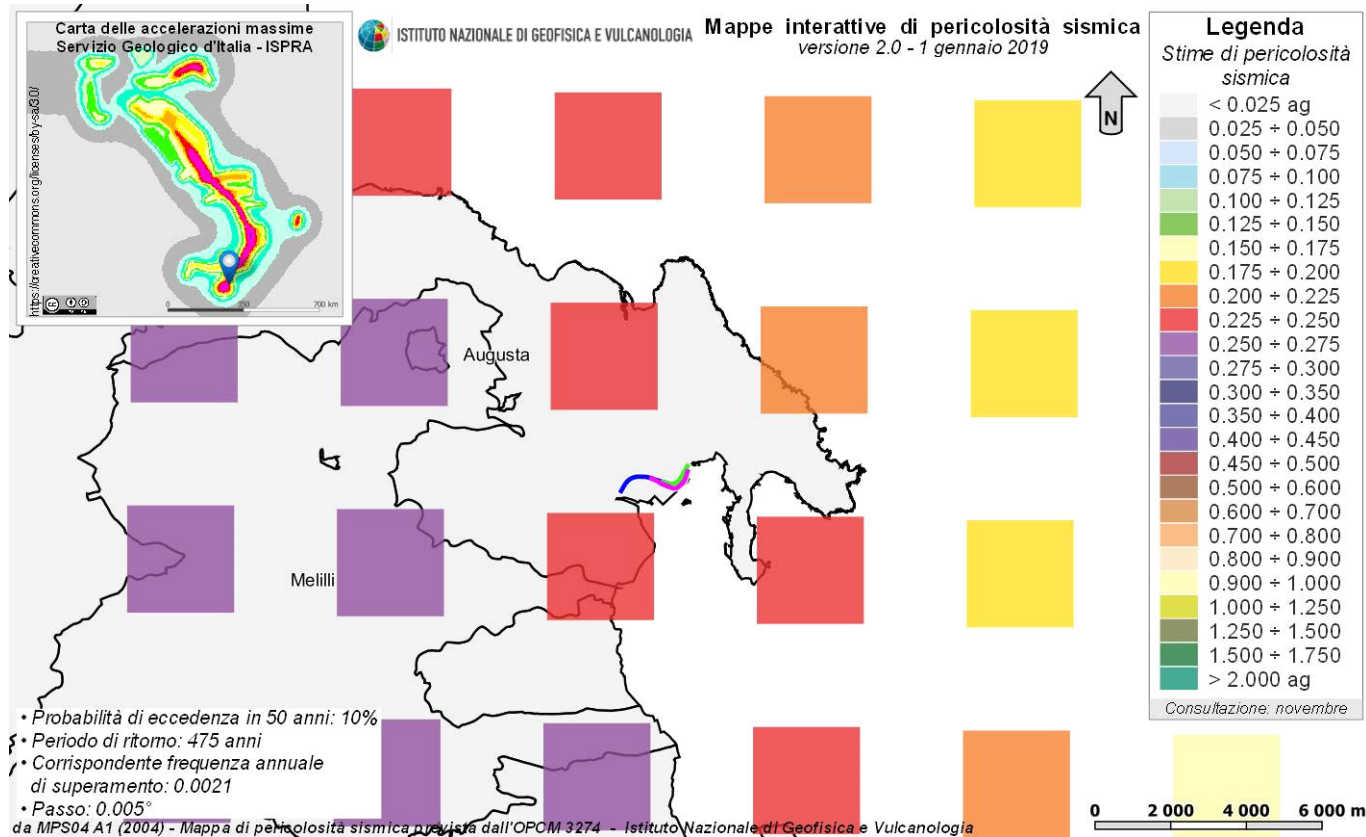 Carta delle accelerazioni massime
Servizio Geologico d'Italia - ISPRA
https://creativecommons.org/licenses/by-sa/3.0/
cc
0 350 700 km
ISTITUTO NAZIONALE DI GEOFISICA E VULCANOLOGIA
Mappe interattive di pericolosità sismica
versione 2.0 - 1 gennaio 2019
N
Augusta
Melilli
Legenda
Stime di pericolosità
sismica
< 0.025 ag
0.025 ÷ 0.050
0.050 ÷ 0.075
0.075 ÷ 0.100
0.100 ÷ 0.125
0.125 ÷ 0.150
0.150 ÷ 0.175
0.175 ÷ 0.200
0.200 ÷ 0.225
0.225 ÷ 0.250
0.250 ÷ 0.275
0.275 ÷ 0.300
0.300 ÷ 0.350
0.350 ÷ 0.400
0.400 ÷ 0.450
0.450 ÷ 0.500
0.500 ÷ 0.600
0.600 ÷ 0.700
0.700 ÷ 0.800
0.800 ÷ 0.900
0.900 ÷ 1.000
1.000 ÷ 1.250
1.250 ÷ 1.500
1.500 ÷ 1.750
> 2.000 ag
Consultazione: novembre
• Probabilità di eccedenza in 50 anni: 10%
• Periodo di ritorno: 475 anni
• Corrispondente frequenza annuale
di superamento: 0.0021
• Passo: 0.005°
da MPS04 A1 (2004) - Mappa di pericolosità sismica prevista dall'OPCM 3274 - Istituto Nazionale di Geofisica e Vulcanologia
0 2 000 4 000 6 000 m